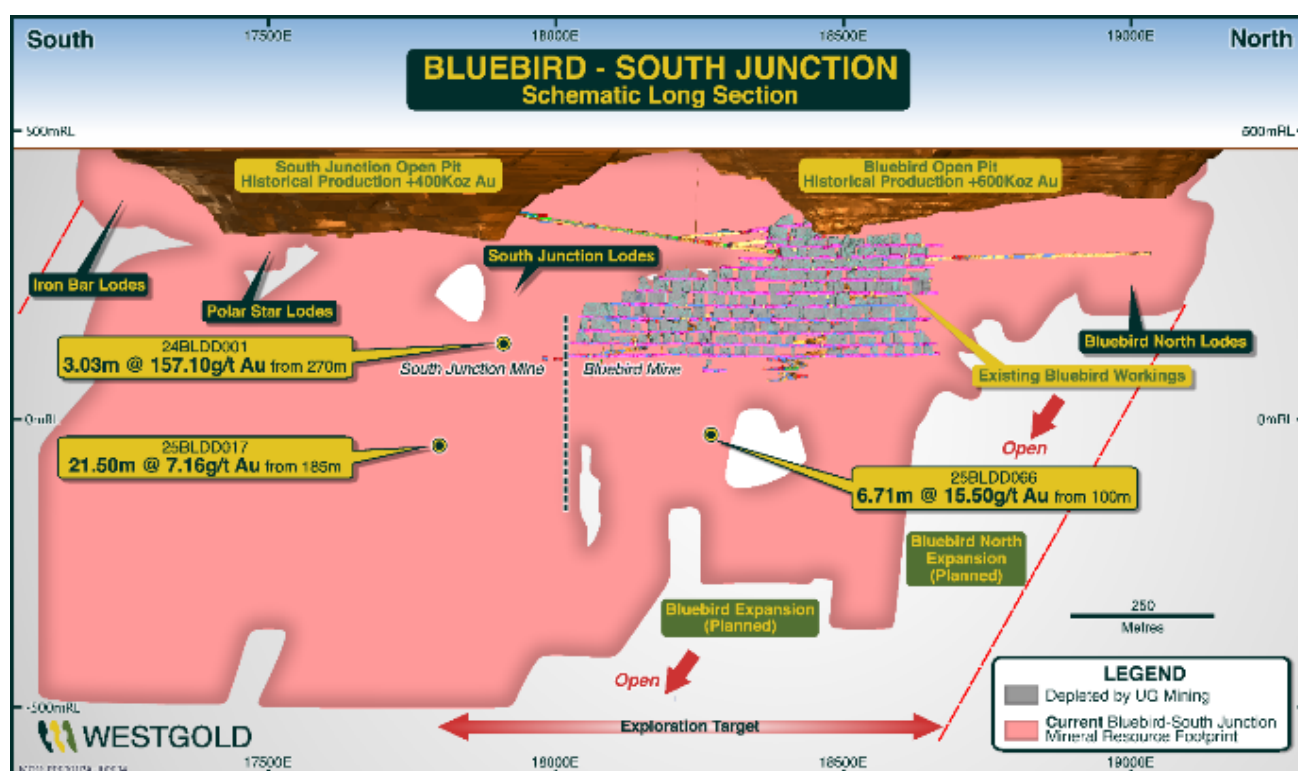 South
17500E
18000E
18500E
19000E
North
BLUEBIRD - SOUTH JUNCTION
Schematic Long Section
500mRL
500mRL
South Junction Open Pit
Historical Production +400Koz Au
Bluebird Open Pit
Historical Production +600Koz Au
Iron Bar Lodes
Polar Star Lodes
South Junction Lodes
Bluebird North Lodes
24BLDD001
3.03m @ 157.10g/t Au from 270m
South Junction Mine
Bluebird Mine
Existing Bluebird Workings
0mRL
0mRL
Open
25BLDD017
21.50m @ 7.16g/t Au from 185m
25BLDD066
6.71m @ 15.50g/t Au from 100m
Bluebird North
Expansion
(Planned)
Bluebird Expansion
(Planned)
250
Metres
Open
LEGEND
Depleted by UG Mining
Current Bluebird-South Junction
Mineral Resource Footprint
-500mRL
WESTGOLD
Exploration Target
17500E
18000E
18500E
19000E